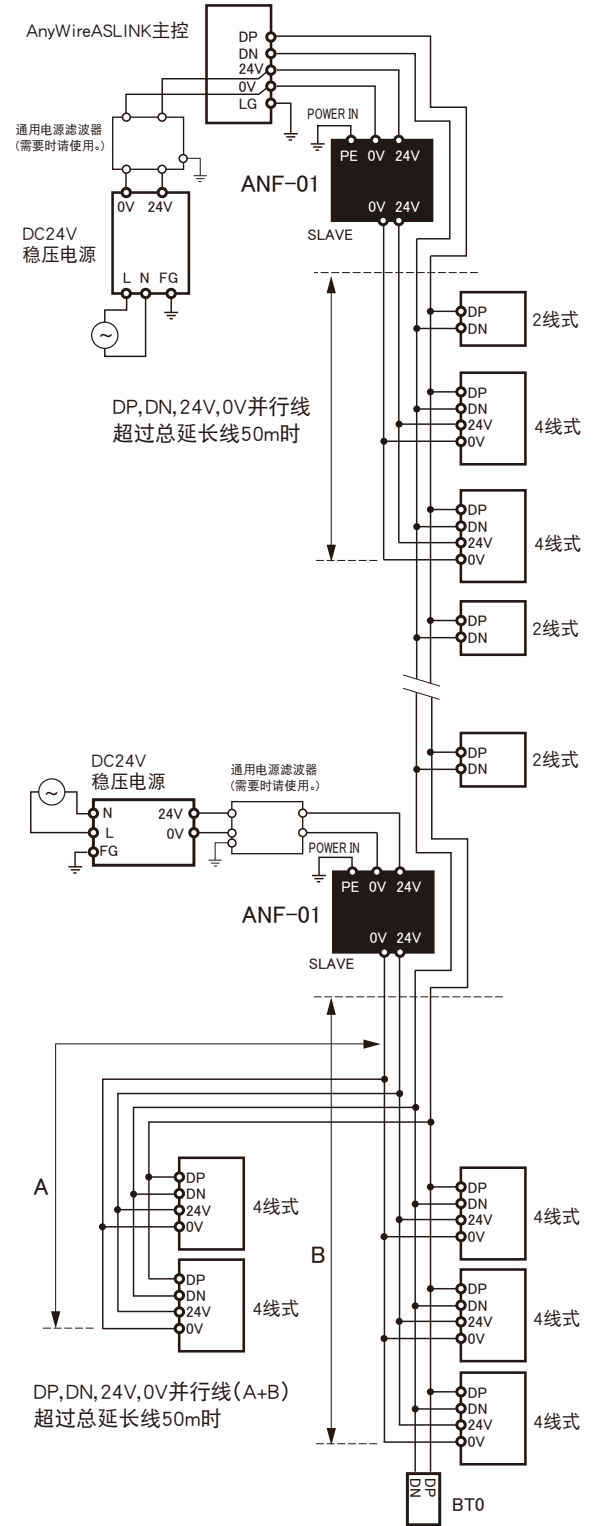 AnyWireASLINK主控
DP
DN
24V
0V
LG
通用电源滤波器
(需要时请使用。)
POWER IN
PE 0V 24V
ANF-01
0V 24V
SLAVE
0V 24V
DC24V
稳压电源
L N FG
DP
DN
2线式
DP,DN,24V,0V并行线
超过总延长线50m时
DP
DN
24V
0V
4线式
DP
DN
24V
0V
4线式
DP
DN
2线式
DP
DN
2线式
DC24V
稳压电源
N
L
FG
24V
0V
通用电源滤波器
(需要时请使用。)
POWER IN
PE 0V 24V
ANF-01
0V 24V
SLAVE
A
B
DP
DN
24V
0V
4线式
DP
DN
24V
0V
4线式
DP
DN
24V
0V
4线式
DP
DN
24V
0V
4线式
DP,DN,24V,0V并行线(A+B)
超过总延长线50m时
DP
DN
24V
0V
4线式
DP
DN
BT0